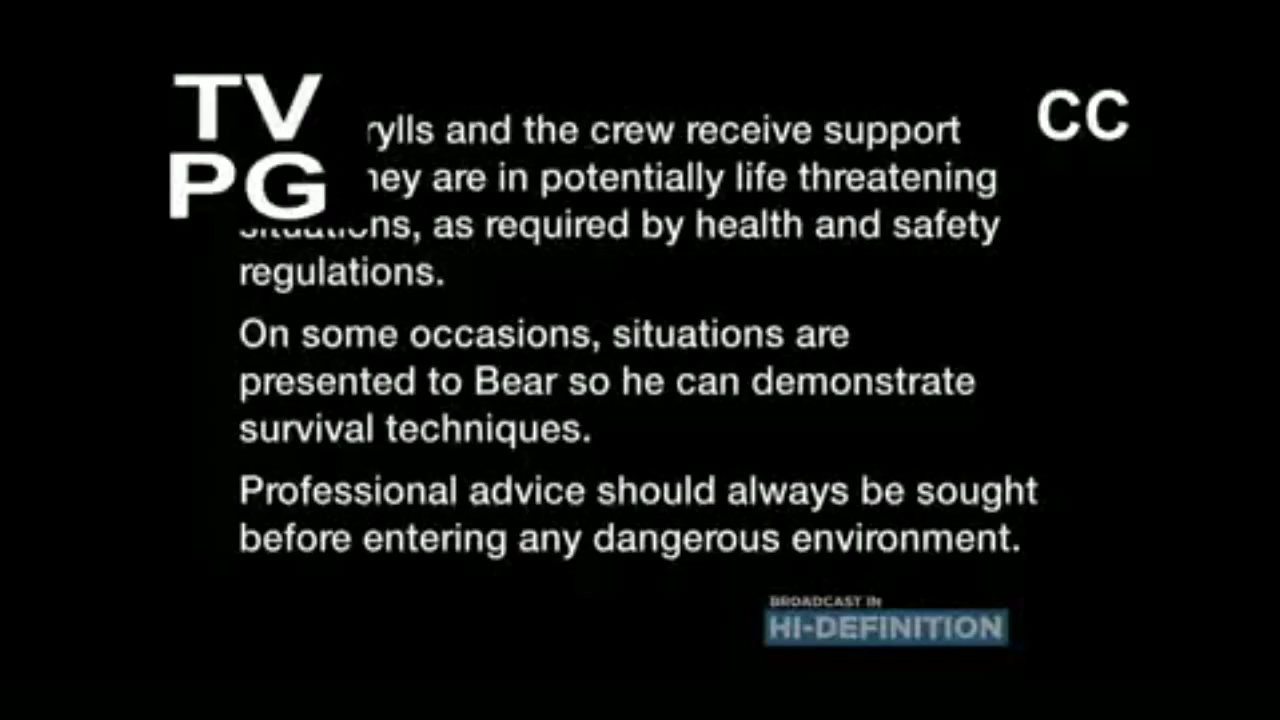 TV
PG
CC
rylls and the crew receive support
hey are in potentially life threatening
situations, as required by health and safety
regulations.
On some occasions, situations are
presented to Bear so he can demonstrate
survival techniques.
Professional advice should always be sought
before entering any dangerous environment.
BROADCAST IN
HI-DEFINITION